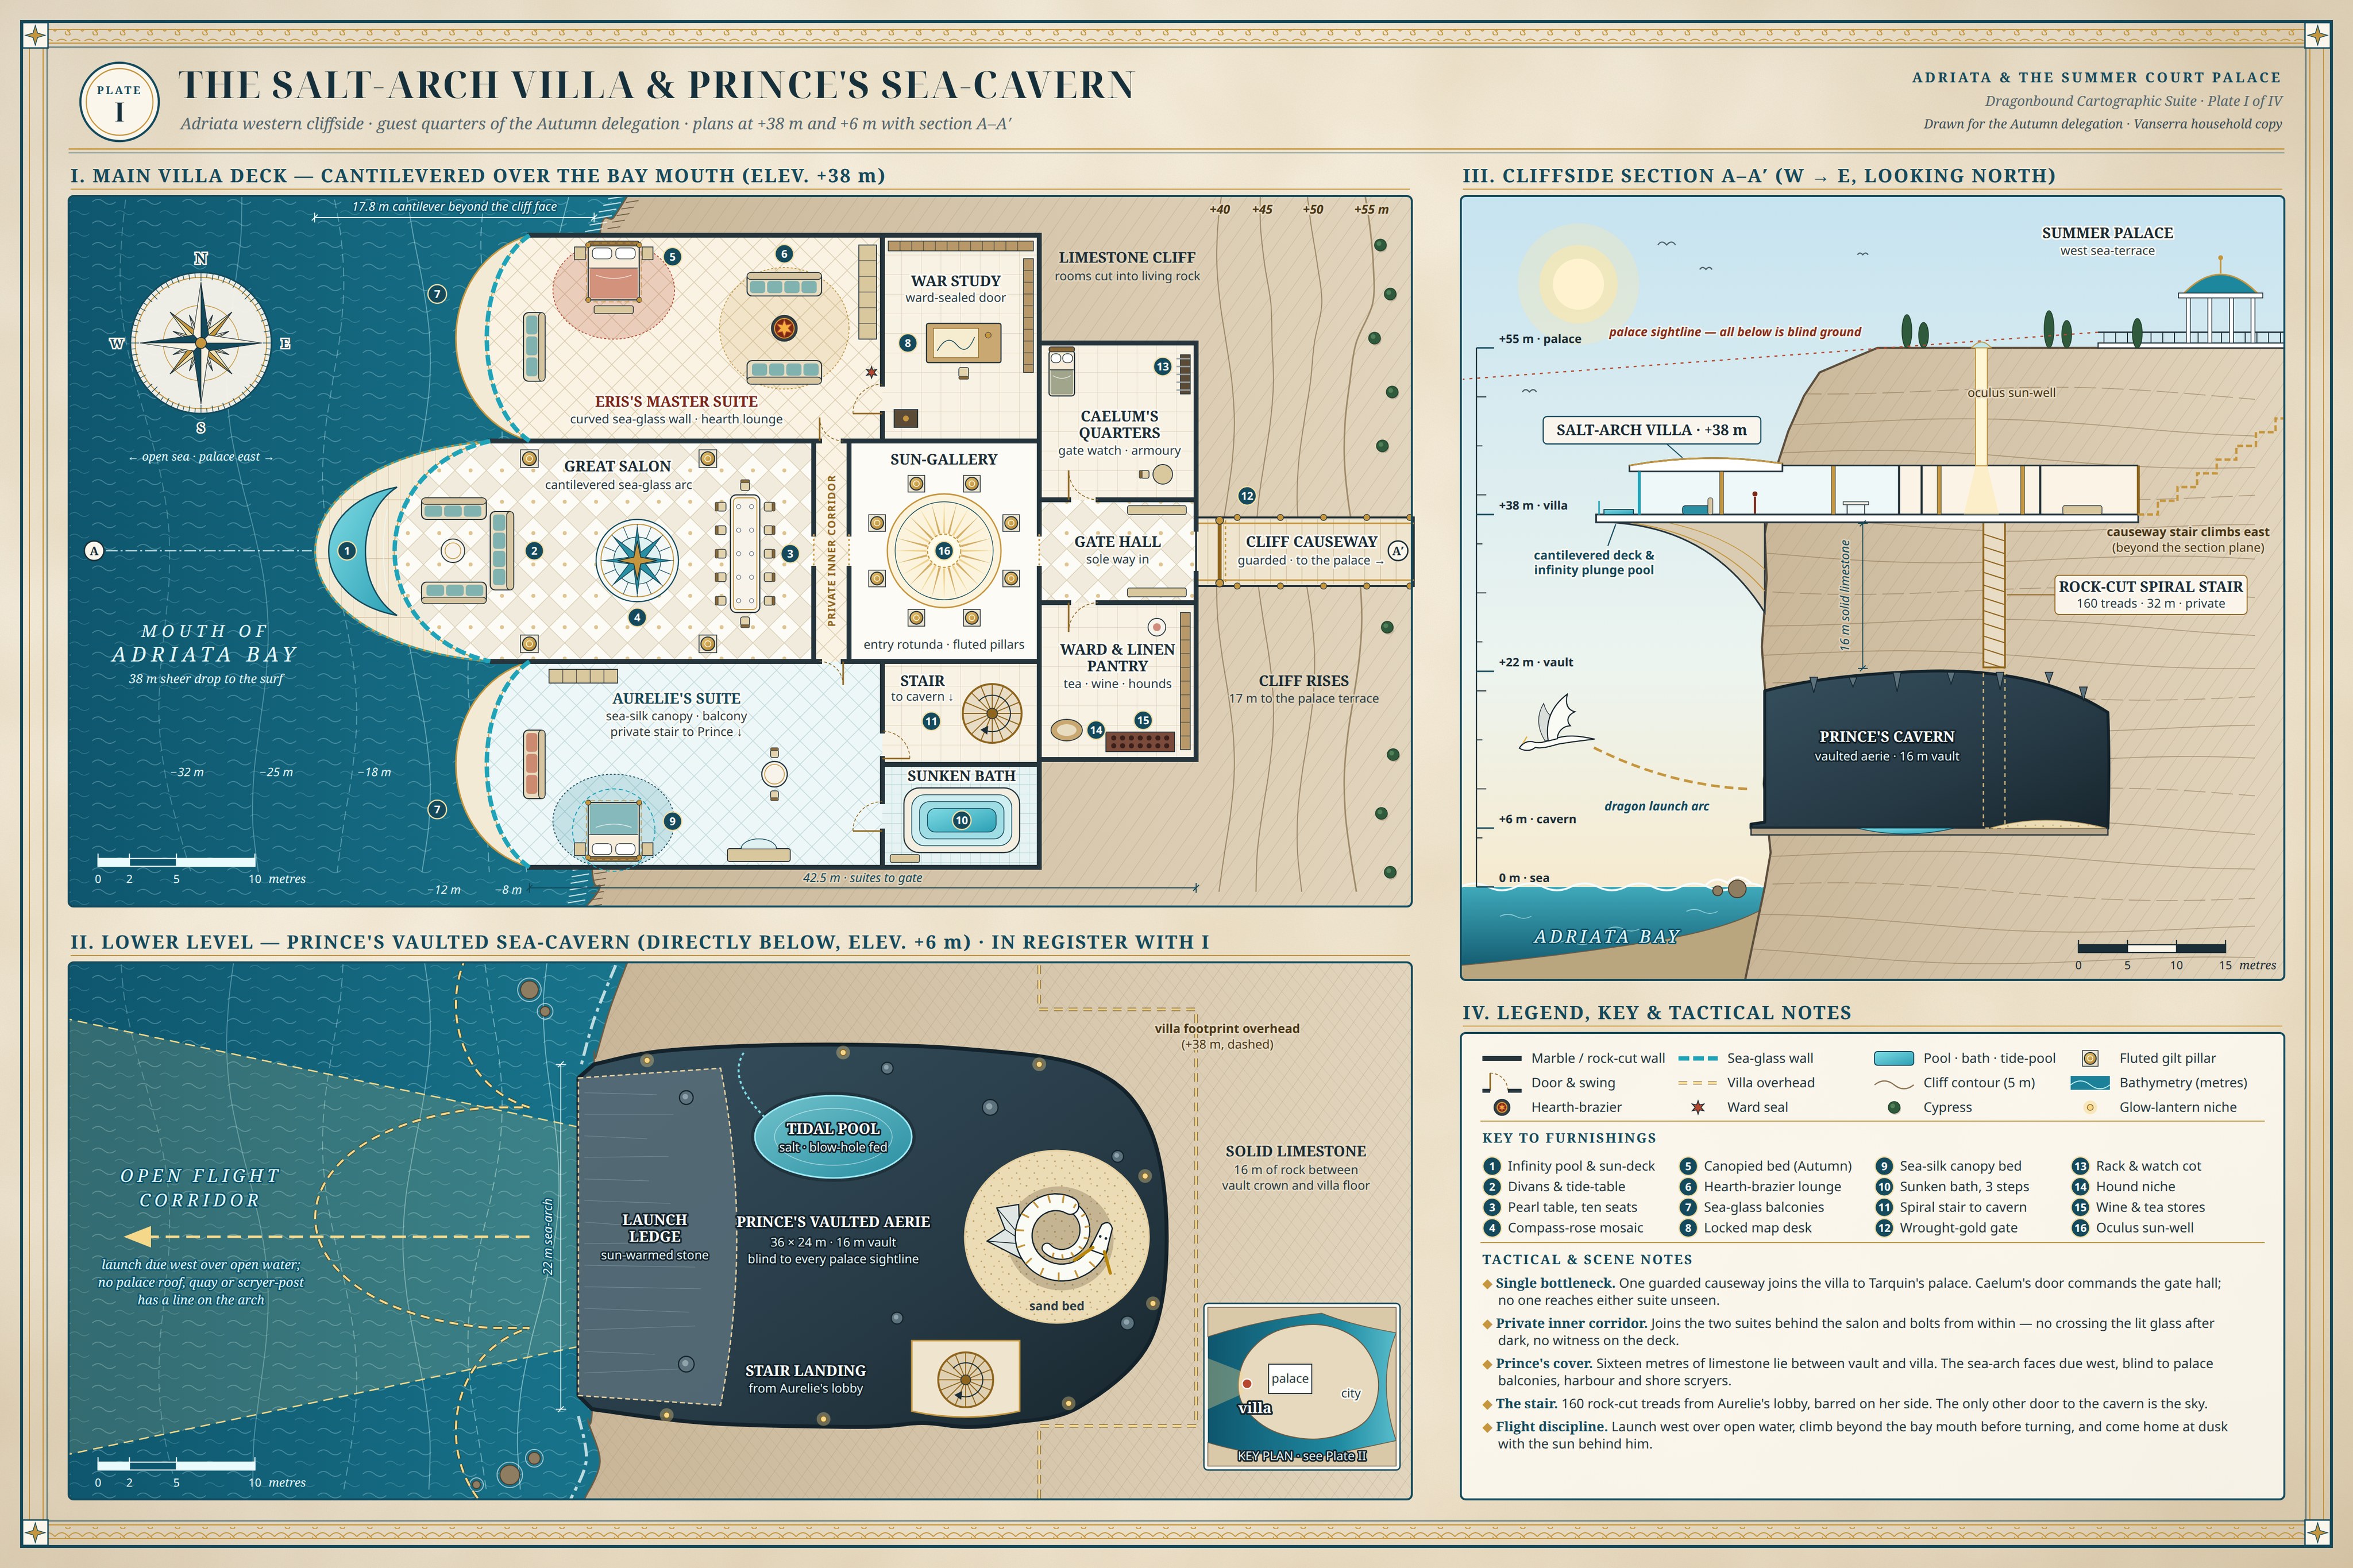 PLATE
I
THE SALT-ARCH VILLA & PRINCE'S SEA-CAVERN
Adriata western cliffside · guest quarters of the Autumn delegation · plans at +38 m and +6 m with section A–A′
ADRIATA & THE SUMMER COURT PALACE
Dragonbound Cartographic Suite · Plate I of IV
Drawn for the Autumn delegation · Vanserra household copy
I. MAIN VILLA DECK — CANTILEVERED OVER THE BAY MOUTH (ELEV. +38 m)
17.8 m cantilever beyond the cliff face
+40 +45 +50 +55 m
N
W
E
S
← open sea · palace east →
A
MOUTH OF
ADRIATA BAY
38 m sheer drop to the surf
−32 m −25 m −18 m
−12 m −8 m
0 2 5 10 metres
7
5
6
ERIS'S MASTER SUITE
curved sea-glass wall · hearth lounge
WAR STUDY
ward-sealed door
8
LIMESTONE CLIFF
rooms cut into living rock
13
CAELUM'S
QUARTERS
gate watch · armoury
GREAT SALON
cantilevered sea-glass arc
1
2
3
4
PRIVATE INNER CORRIDOR
SUN-GALLERY
16
entry rotunda · fluted pillars
GATE HALL
sole way in
12
CLIFF CAUSEWAY
guarded · to the palace →
A′
AURELIE'S SUITE
sea-silk canopy · balcony
private stair to Prince ↓
7
9
STAIR
to cavern ↓
11
SUNKEN BATH
10
WARD & LINEN
PANTRY
tea · wine · hounds
14
15
CLIFF RISES
17 m to the palace terrace
42.5 m · suites to gate
II. LOWER LEVEL — PRINCE'S VAULTED SEA-CAVERN (DIRECTLY BELOW, ELEV. +6 m) · IN REGISTER WITH I
OPEN FLIGHT
CORRIDOR
launch due west over open water;
no palace roof, quay or scryer-post
has a line on the arch
0 2 5 10 metres
22 m sea-arch
LAUNCH
LEDGE
sun-warmed stone
TIDAL POOL
salt · blow-hole fed
PRINCE'S VAULTED AERIE
36 × 24 m · 16 m vault
blind to every palace sightline
sand bed
STAIR LANDING
from Aurelie's lobby
villa footprint overhead
(+38 m, dashed)
SOLID LIMESTONE
16 m of rock between
vault crown and villa floor
palace
city
villa
KEY PLAN · see Plate II
III. CLIFFSIDE SECTION A–A′ (W → E, LOOKING NORTH)
SUMMER PALACE
west sea-terrace
+55 m · palace
palace sightline — all below is blind ground
oculus sun-well
SALT-ARCH VILLA · +38 m
+38 m · villa
cantilevered deck &
infinity plunge pool
16 m solid limestone
causeway stair climbs east
(beyond the section plane)
ROCK-CUT SPIRAL STAIR
160 treads · 32 m · private
+22 m · vault
PRINCE'S CAVERN
vaulted aerie · 16 m vault
dragon launch arc
+6 m · cavern
0 m · sea
ADRIATA BAY
0 5 10 15 metres
IV. LEGEND, KEY & TACTICAL NOTES
Marble / rock-cut wall Sea-glass wall Pool · bath · tide-pool Fluted gilt pillar
Door & swing Villa overhead Cliff contour (5 m) Bathymetry (metres)
Hearth-brazier Ward seal Cypress Glow-lantern niche
KEY TO FURNISHINGS
1 Infinity pool & sun-deck 5 Canopied bed (Autumn) 9 Sea-silk canopy bed 13 Rack & watch cot
2 Divans & tide-table 6 Hearth-brazier lounge 10 Sunken bath, 3 steps 14 Hound niche
3 Pearl table, ten seats 7 Sea-glass balconies 11 Spiral stair to cavern 15 Wine & tea stores
4 Compass-rose mosaic 8 Locked map desk 12 Wrought-gold gate 16 Oculus sun-well
TACTICAL & SCENE NOTES
◆ Single bottleneck. One guarded causeway joins the villa to Tarquin's palace. Caelum's door commands the gate hall;
no one reaches either suite unseen.
◆ Private inner corridor. Joins the two suites behind the salon and bolts from within — no crossing the lit glass after
dark, no witness on the deck.
◆ Prince's cover. Sixteen metres of limestone lie between vault and villa. The sea-arch faces due west, blind to palace
balconies, harbour and shore scryers.
◆ The stair. 160 rock-cut treads from Aurelie's lobby, barred on her side. The only other door to the cavern is the sky.
◆ Flight discipline. Launch west over open water, climb beyond the bay mouth before turning, and come home at dusk
with the sun behind him.